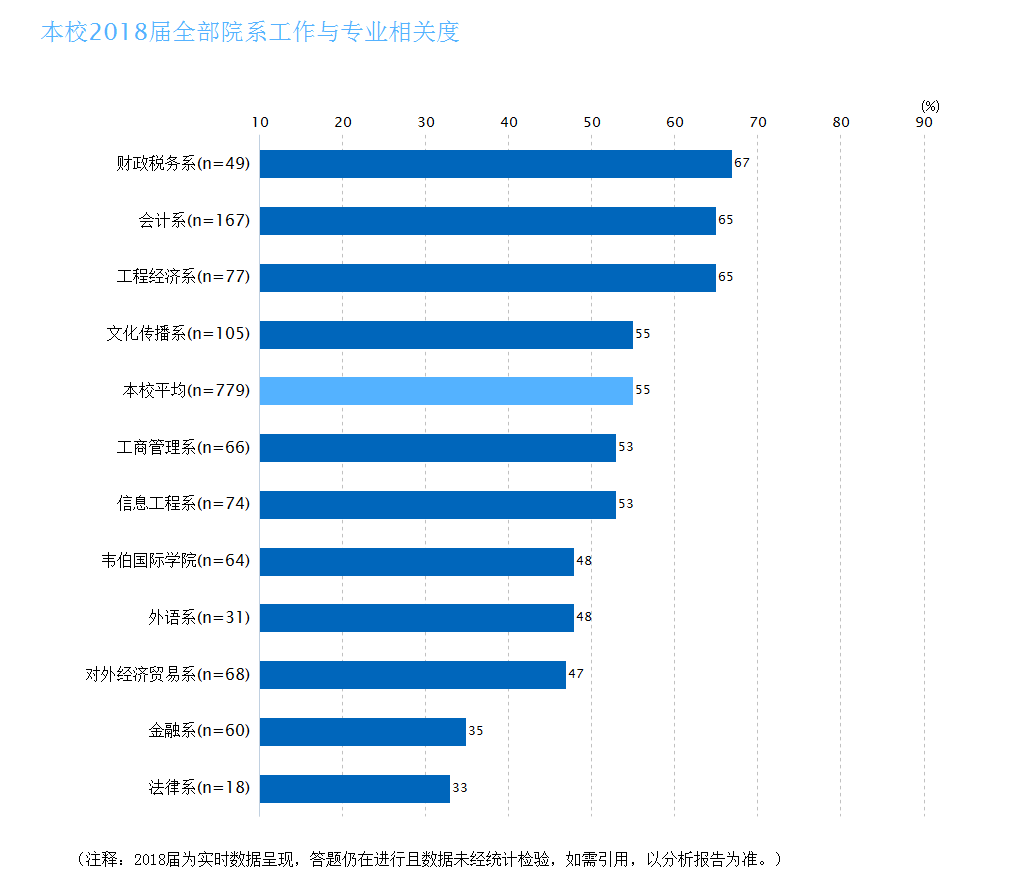 本校2018届全部院系工作与专业相关度
(%)
10 20 30 40 50 60 70 80 90
财政税务系(n=49) 67
会计系(n=167) 65
工程经济系(n=77) 65
文化传播系(n=105) 55
本校平均(n=779) 55
工商管理系(n=66) 53
信息工程系(n=74) 53
韦伯国际学院(n=64) 48
外语系(n=31) 48
对外经济贸易系(n=68) 47
金融系(n=60) 35
法律系(n=18) 33
（注释：2018届为实时数据呈现，答题仍在进行且数据未经统计检验，如需引用，以分析报告为准。）